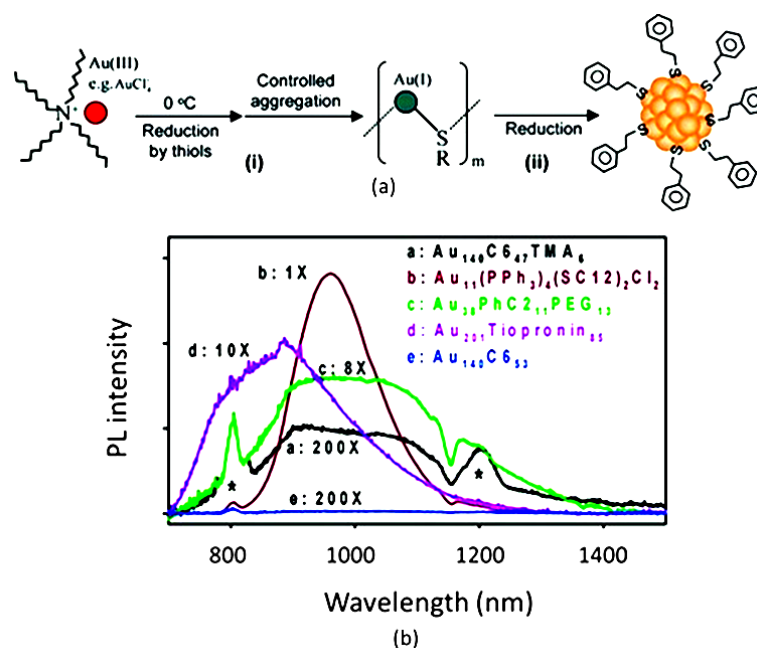 Au(III)
e.g. AuCl₄
N⁺
0 °C
Reduction
by thiols
(i)
Controlled
aggregation
Au(I)
S
R
m
Reduction
(ii)
S
S
S
S
S
S
S
S
(a)
PL intensity
a: Au₁₄₀C6₄₇TMA₆
b: Au₁₁(PPh₃)₄(SC12)₂Cl₂
c: Au₃₈PhC2₁₁PEG₁₃
d: Au₂₀₁Tiopronin₈₅
e: Au₁₄₀C6₅₃
b: 1X
d: 10X
c: 8X
a: 200X
e: 200X
*
*
800
1000
1200
1400
Wavelength (nm)
(b)